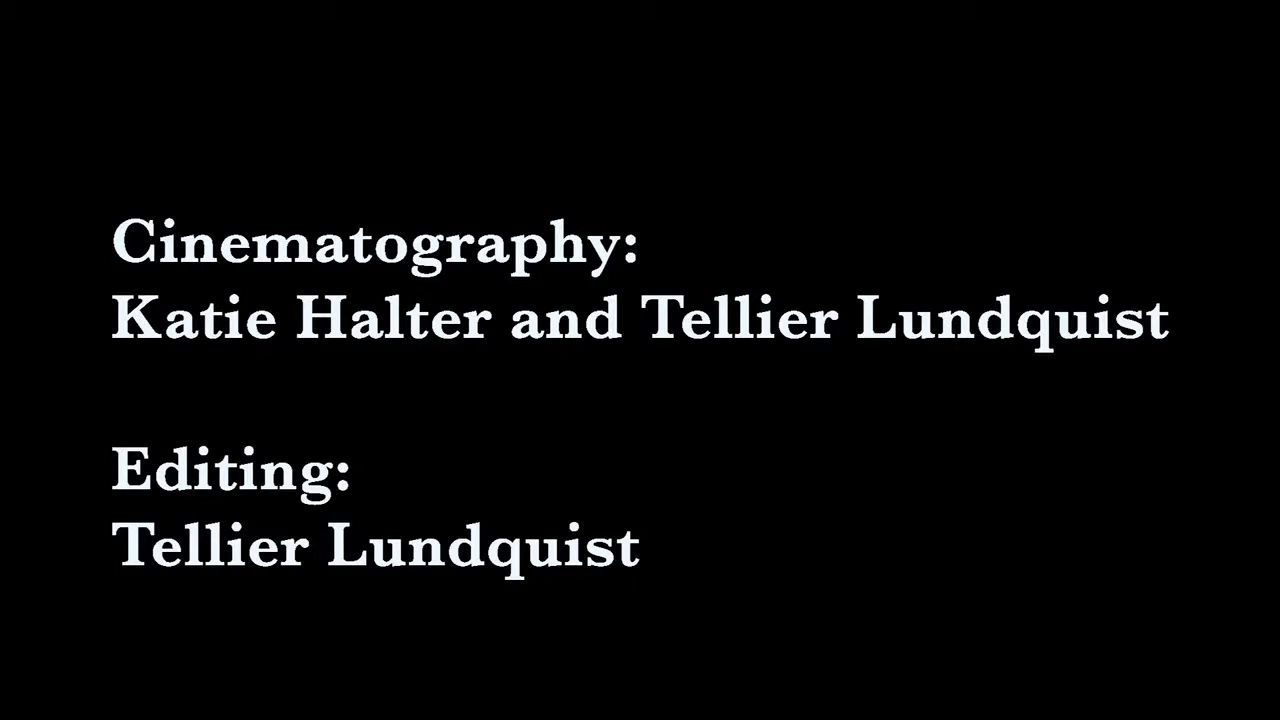 Cinematography:
Katie Halter and Tellier Lundquist
Editing:
Tellier Lundquist